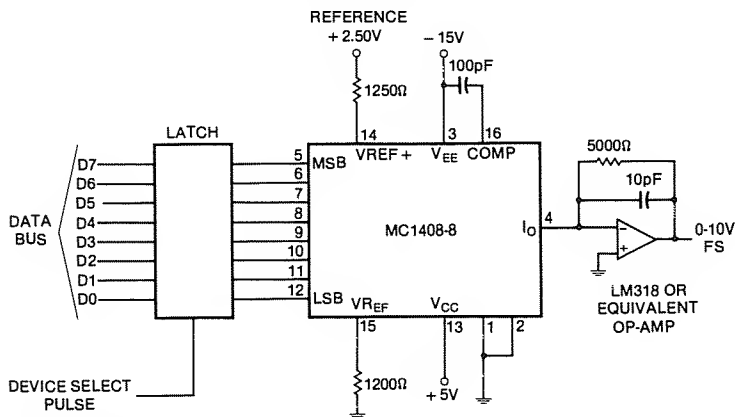 REFERENCE
+ 2.50V
- 15V
100pF
1250Ω
LATCH
14
3
16
VREF+
VEE
COMP
5000Ω
10pF
DATA
BUS
D7
D6
D5
D4
D3
D2
D1
D0
5
6
7
8
9
10
11
12
MSB
LSB
MC1408-8
IO
4
-
+
0-10V
FS
LM318 OR
EQUIVALENT
OP-AMP
VREF
VCC
15
13
1
2
1200Ω
+ 5V
DEVICE SELECT
PULSE